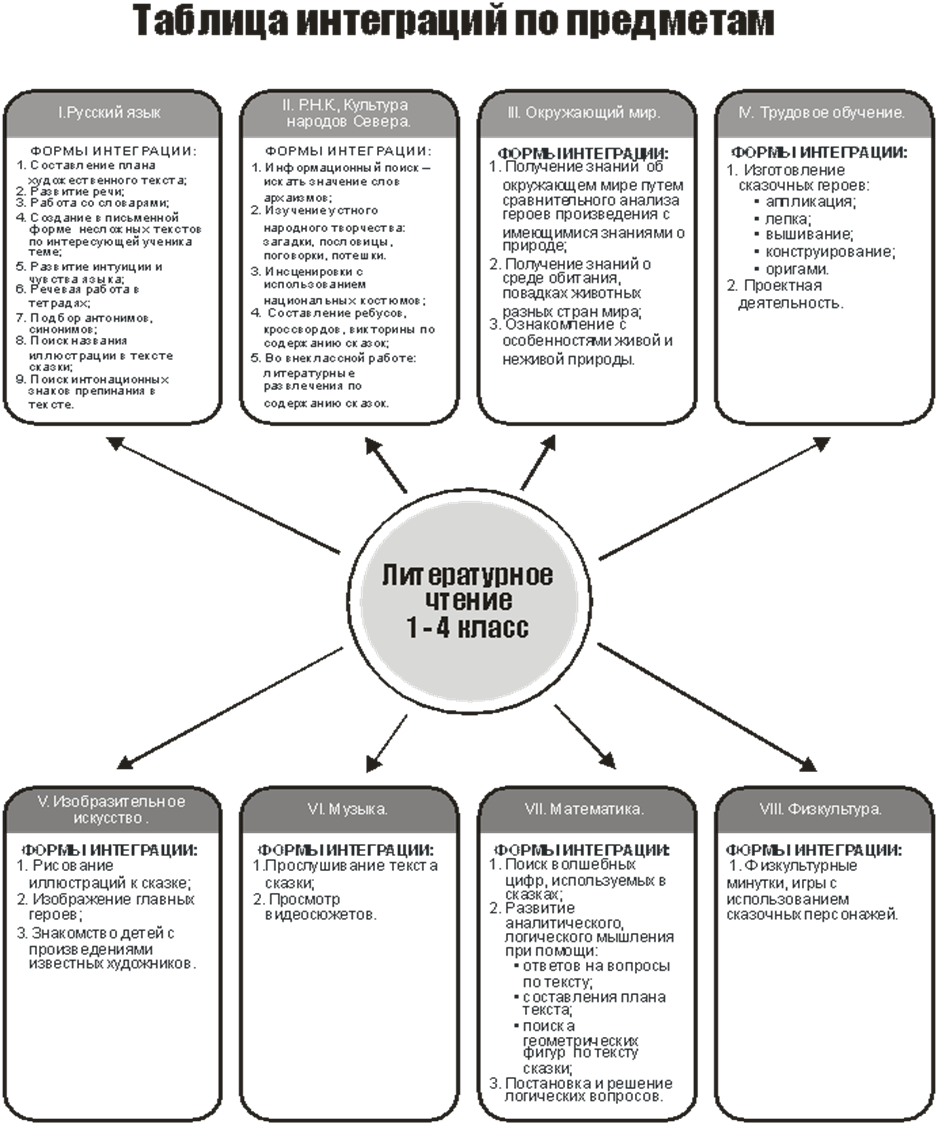 Таблица интеграций по предметам
I.Русский язык
ФОРМЫ ИНТЕГРАЦИИ:
1. Составление плана
художественного текста;
2. Развитие речи;
3. Работа со словарями;
4. Создание в письменной
форме несложных текстов
по интересующей ученика
теме;
5. Развитие интуиции и
чувства языка;
6. Речевая работа в
тетрадях;
7. Подбор антонимов,
синонимов;
8. Поиск названия
иллюстрации в тексте
сказки;
9. Поиск интонационных
знаков препинания в
тексте.
II. Р.Н.К., Культура
народов Севера.
ФОРМЫ ИНТЕГРАЦИИ:
1. Информационный поиск –
искать значение слов
архаизмов;
2. Изучение устного
народного творчества:
загадки, пословицы,
поговорки, потешки.
3. Инсценировки с
использованием
национальных костюмов;
4. Составление ребусов,
кроссвордов, викторины по
содержанию сказок;
5. Во внеклассной работе:
литературные
развлечения по
содержанию сказок.
III. Окружающий мир.
ФОРМЫ ИНТЕГРАЦИИ:
1. Получение знаний об
окружающем мире путем
сравнительного анализа
героев произведения с
имеющимися знаниями о
природе;
2. Получение знаний о
среде обитания,
повадках животных
разных стран мира;
3. Ознакомление с
особенностями живой и
неживой природы.
IV. Трудовое обучение.
ФОРМЫ ИНТЕГРАЦИИ:
1. Изготовление
сказочных героев:
▪ аппликация;
▪ лепка;
▪ вышивание;
▪ конструирование;
▪ оригами.
2. Проектная
деятельность.
Литературное
чтение
1 - 4 класс
V. Изобразительное
искусство .
ФОРМЫ ИНТЕГРАЦИИ:
1. Рисование
иллюстраций к сказке;
2. Изображение главных
героев;
3. Знакомство детей с
произведениями
известных художников.
VI. Музыка.
ФОРМЫ ИНТЕГРАЦИИ:
1.Прослушивание текста
сказки;
2. Просмотр
видеосюжетов.
VII. Математика.
ФОРМЫ ИНТЕГРАЦИИ:
1. Поиск волшебных
цифр, используемых в
сказках;
2. Развитие
аналитического,
логического мышления
при помощи:
▪ ответов на вопросы
по тексту;
▪ составления плана
текста;
▪ поиска
геометрических
фигур по тексту
сказки;
3. Постановка и решение
логических вопросов.
VIII. Физкультура.
ФОРМЫ ИНТЕГРАЦИИ:
1. Физкультурные
минутки, игры с
использованием
сказочных персонажей.